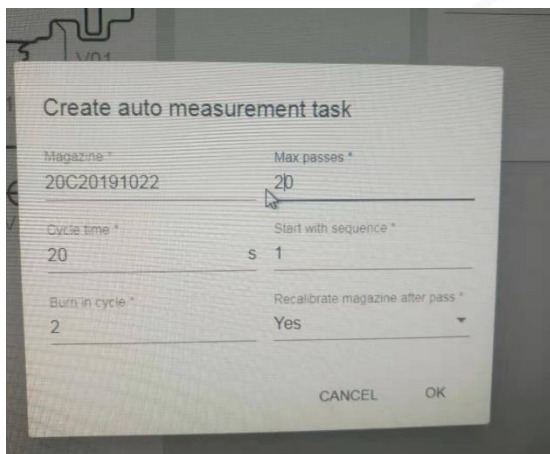 V01
Create auto measurement task
Magazine *
Max passes *
20C20191022
20
Cycle time *
Start with sequence *
20 s
1
Burn in cycle *
Recalibrate magazine after pass *
2
Yes
CANCEL
OK